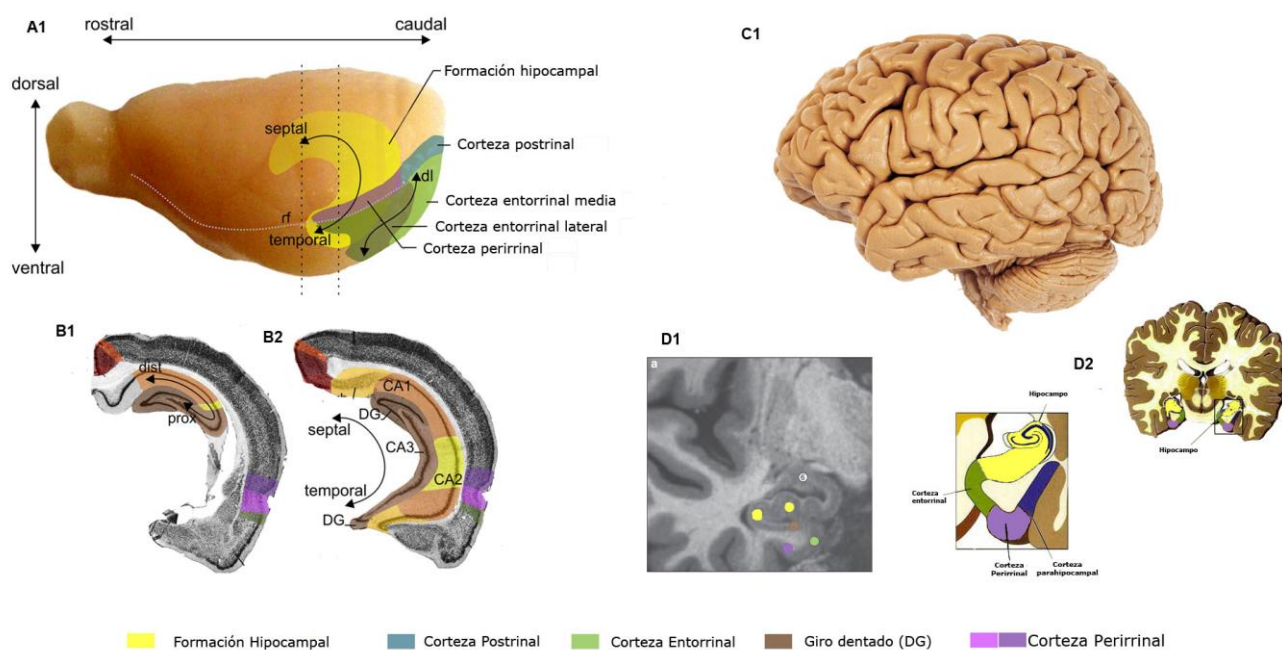 A1
rostral
caudal
dorsal
ventral
septal
Formación hipocampal
Corteza postrinal
dl
Corteza entorrinal media
Corteza entorrinal lateral
rf
temporal
Corteza perirrinal
C1
B1
dist
prox
B2
CA1
DG
septal
CA3
CA2
temporal
DG
D1
a
D2
Hipocampo
Hipocampo
Corteza
entorrinal
Corteza
Perirrinal
Corteza
parahipocampal
Formación Hipocampal
Corteza Postrinal
Corteza Entorrinal
Giro dentado (DG)
Corteza Perirrinal